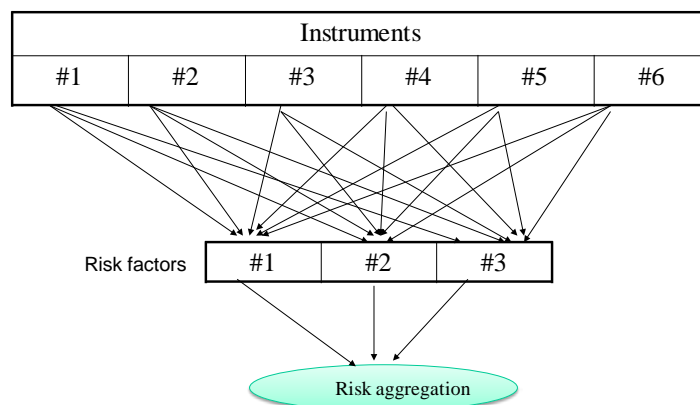 Instruments
#1 #2 #3 #4 #5 #6
Risk factors #1 #2 #3
Risk aggregation